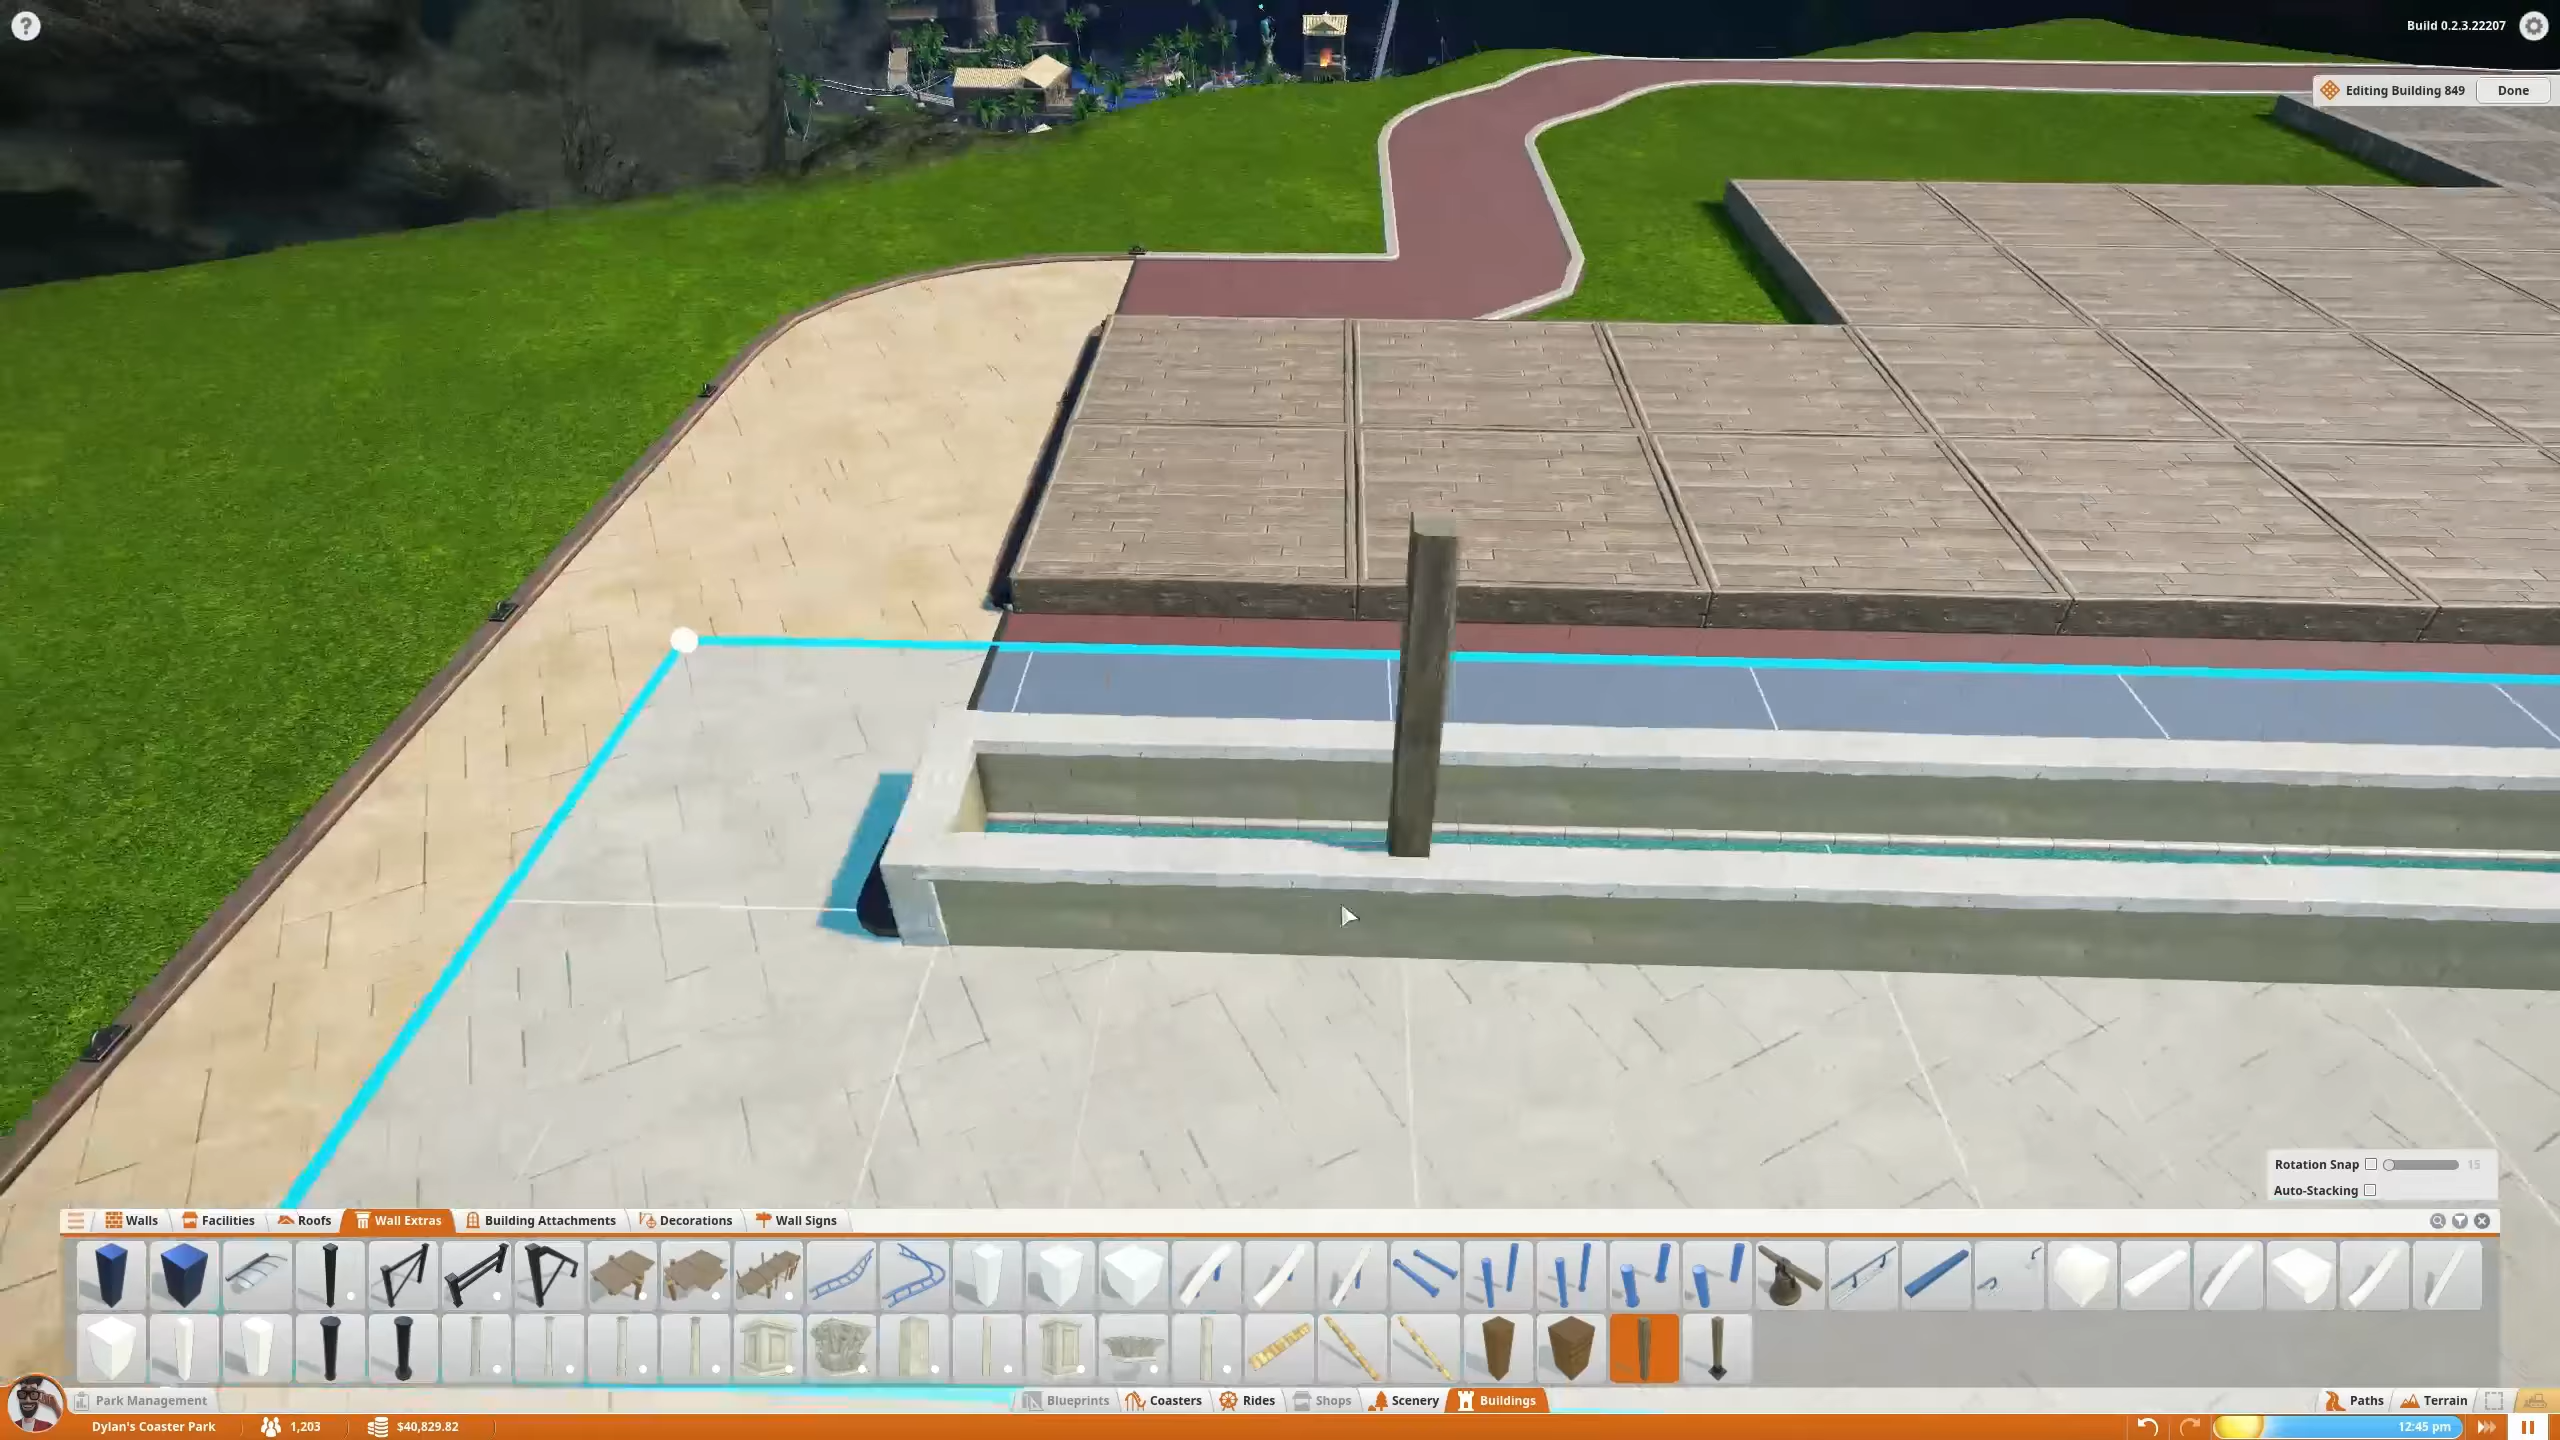 ?
Build 0.2.3.22207
Editing Building 849
Done
Rotation Snap
15
Auto-Stacking
Walls
Facilities
Roofs
Wall Extras
Building Attachments
Decorations
Wall Signs
Park Management
Blueprints
Coasters
Rides
Shops
Scenery
Buildings
Paths
Terrain
Dylan's Coaster Park
1,203
$40,829.82
12:45 pm